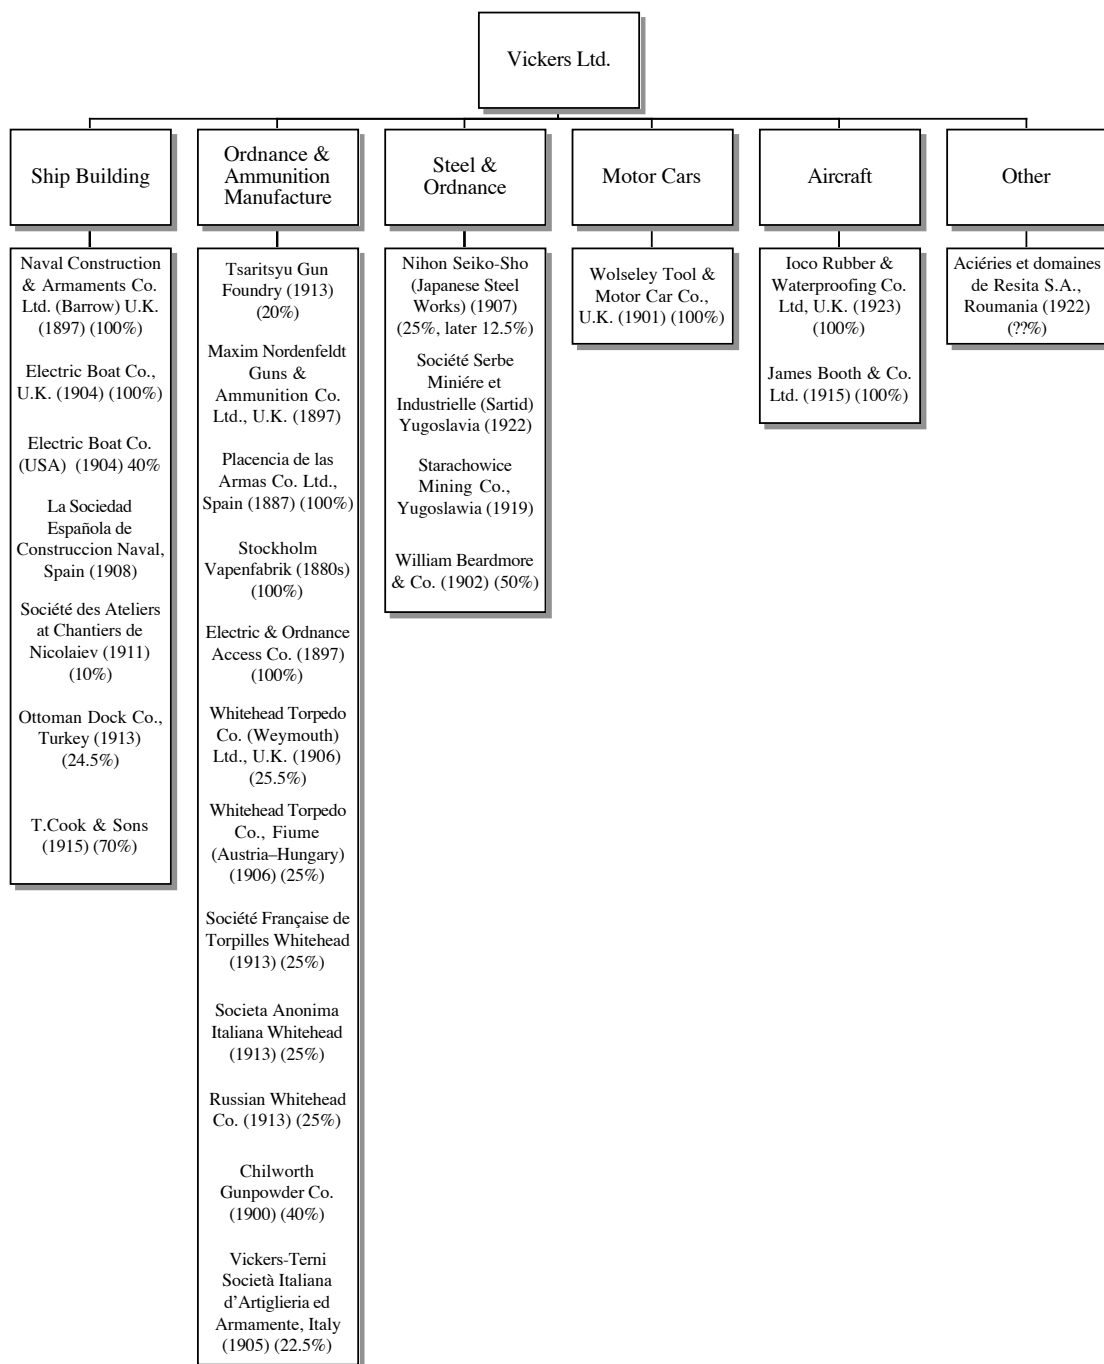 Vickers Ltd.
Ship Building
Ordnance &
Ammunition
Manufacture
Steel &
Ordnance
Motor Cars
Aircraft
Other
Naval Construction
& Armaments Co.
Ltd. (Barrow) U.K.
(1897) (100%)
Electric Boat Co.,
U.K. (1904) (100%)
Electric Boat Co.
(USA) (1904) 40%
La Sociedad
Española de
Construccion Naval,
Spain (1908)
Société des Ateliers
at Chantiers de
Nicolaiev (1911)
(10%)
Ottoman Dock Co.,
Turkey (1913)
(24.5%)
T.Cook & Sons
(1915) (70%)
Tsaritsyu Gun
Foundry (1913)
(20%)
Maxim Nordenfeldt
Guns &
Ammunition Co.
Ltd., U.K. (1897)
Placencia de las
Armas Co. Ltd.,
Spain (1887) (100%)
Stockholm
Vapenfabrik (1880s)
(100%)
Electric & Ordnance
Access Co. (1897)
(100%)
Whitehead Torpedo
Co. (Weymouth)
Ltd., U.K. (1906)
(25.5%)
Whitehead Torpedo
Co., Fiume
(Austria–Hungary)
(1906) (25%)
Société Française de
Torpilles Whitehead
(1913) (25%)
Societa Anonima
Italiana Whitehead
(1913) (25%)
Russian Whitehead
Co. (1913) (25%)
Chilworth
Gunpowder Co.
(1900) (40%)
Vickers-Terni
Società Italiana
d’Artiglieria ed
Armamente, Italy
(1905) (22.5%)
Nihon Seiko-Sho
(Japanese Steel
Works) (1907)
(25%, later 12.5%)
Société Serbe
Miniére et
Industrielle (Sartid)
Yugoslavia (1922)
Starachowice
Mining Co.,
Yugoslawia (1919)
William Beardmore
& Co. (1902) (50%)
Wolseley Tool &
Motor Car Co.,
U.K. (1901) (100%)
Ioco Rubber &
Waterproofing Co.
Ltd, U.K. (1923)
(100%)
James Booth & Co.
Ltd. (1915) (100%)
Aciéries et domaines
de Resita S.A.,
Roumania (1922)
(??%)